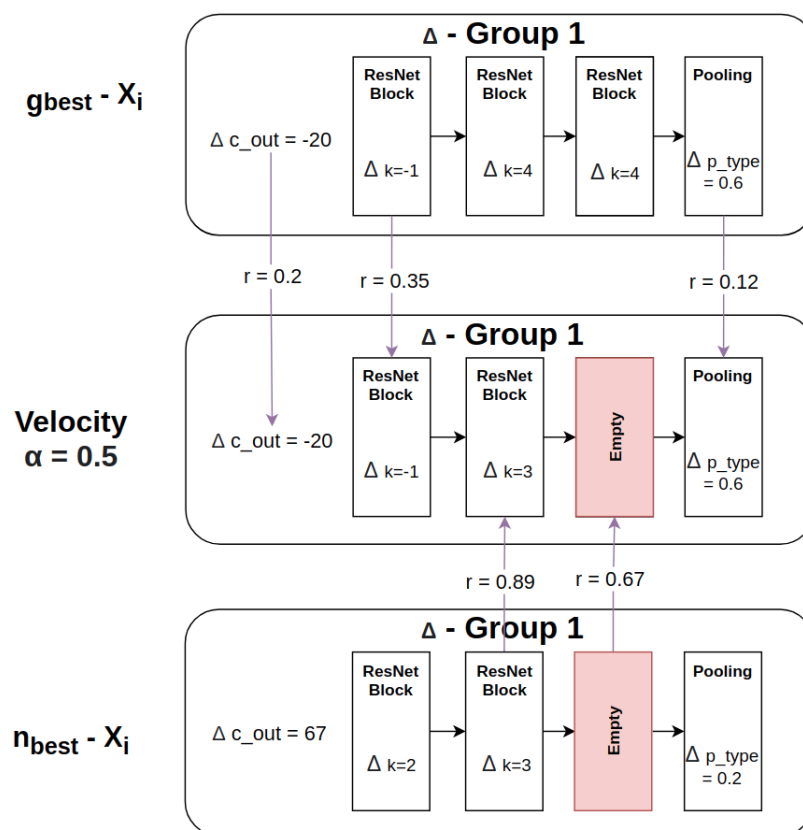 Δ - Group 1
gbest - Xi
Δ c_out = -20
ResNet
Block
Δ k=-1
ResNet
Block
Δ k=4
ResNet
Block
Δ k=4
Pooling
Δ p_type
= 0.6
r = 0.2
r = 0.35
r = 0.12
Δ - Group 1
Velocity
α = 0.5
Δ c_out = -20
ResNet
Block
Δ k=-1
ResNet
Block
Δ k=3
Empty
Pooling
Δ p_type
= 0.6
r = 0.89
r = 0.67
Δ - Group 1
nbest - Xi
Δ c_out = 67
ResNet
Block
Δ k=2
ResNet
Block
Δ k=3
Empty
Pooling
Δ p_type
= 0.2